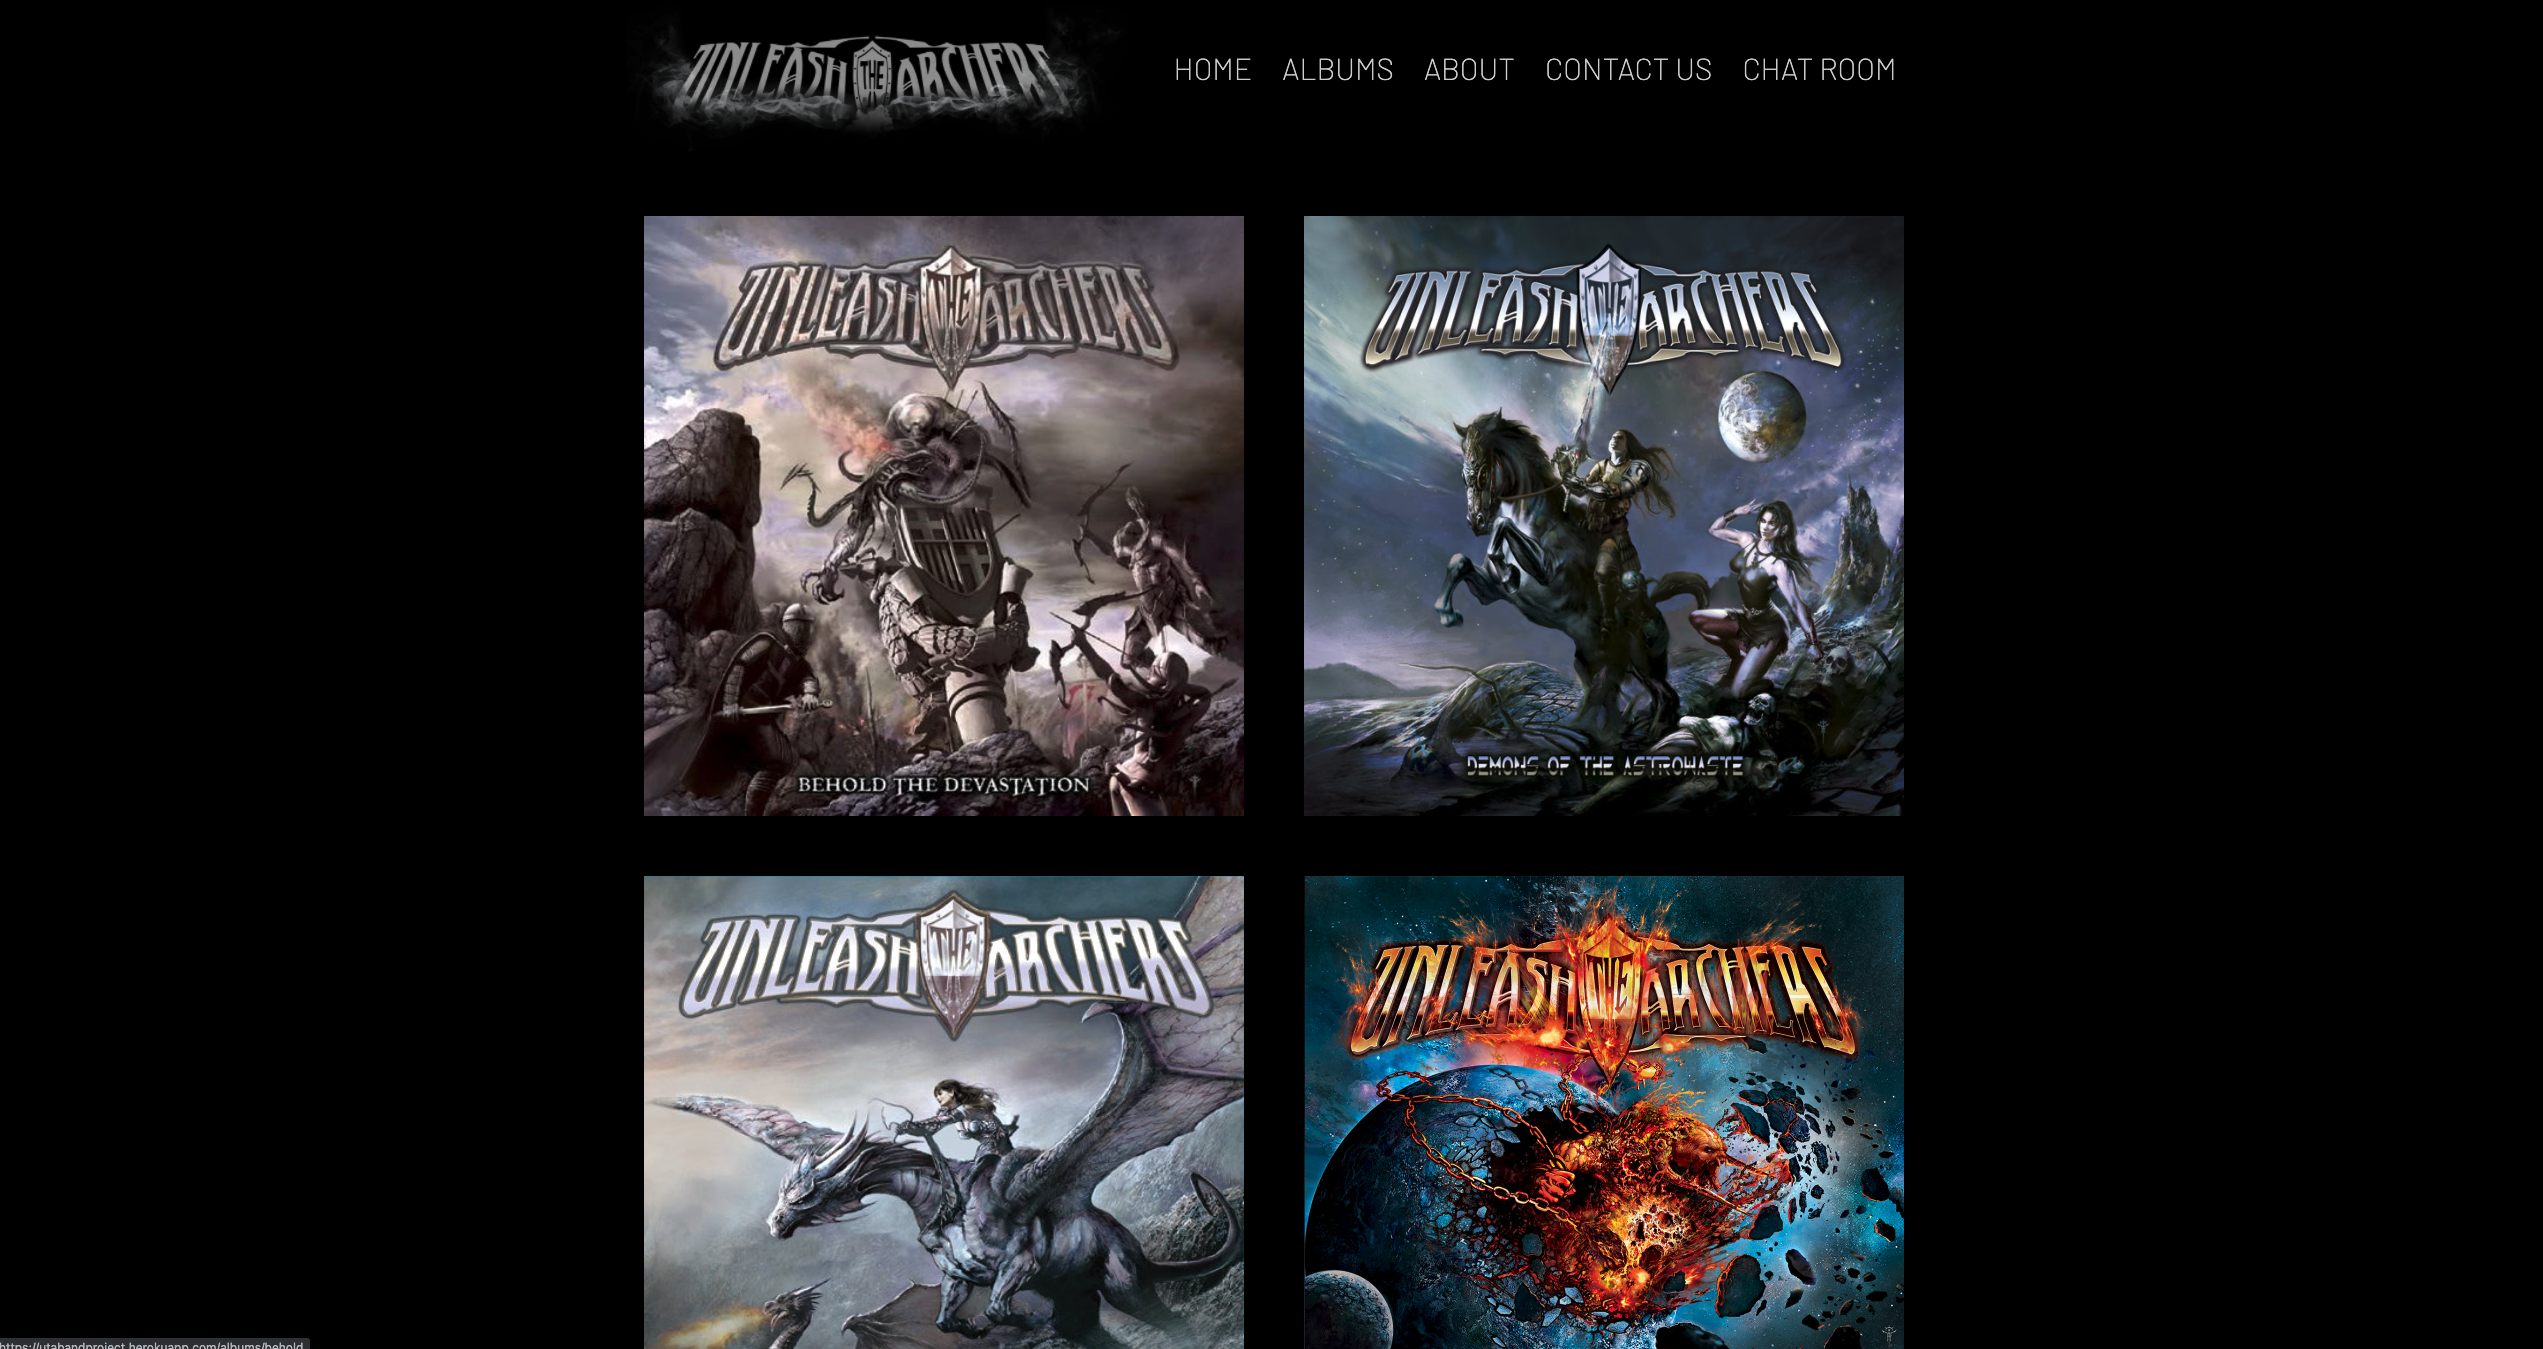 UNLEASH THE ARCHERS
HOME ALBUMS ABOUT CONTACT US CHAT ROOM
UNLEASH THE ARCHERS
BEHOLD THE DEVASTATION
UNLEASH THE ARCHERS
DEMONS OF THE ASTROWASTE
UNLEASH THE ARCHERS
UNLEASH THE ARCHERS
https://utabandproject.herokuapp.com/albums/behold